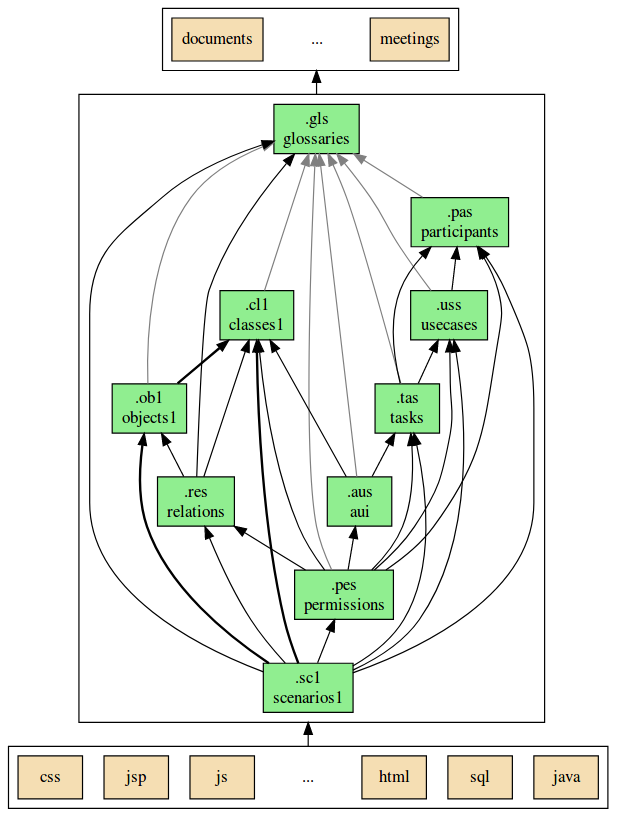 documents
...
meetings
.gls
glossaries
.pas
participants
.cl1
classes1
.uss
usecases
.ob1
objects1
.tas
tasks
.res
relations
.aus
aui
.pes
permissions
.sc1
scenarios1
css
jsp
js
...
html
sql
java